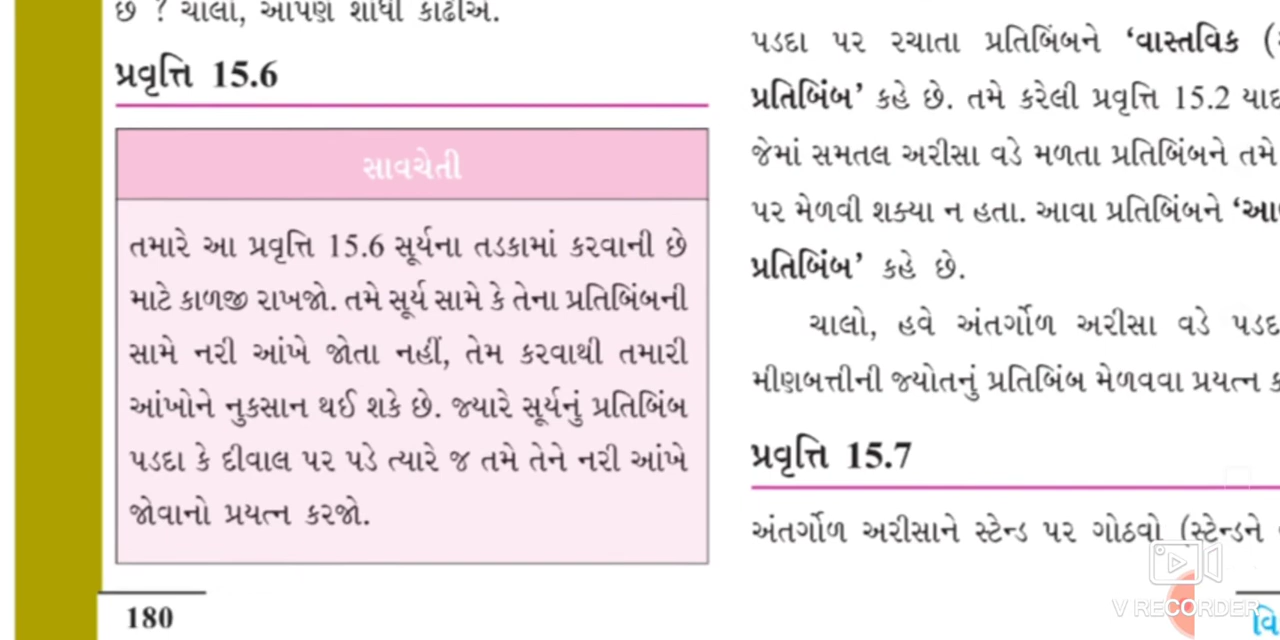 છે ? ચાલો, આપણે શોધી કાઢીએ.
પ્રવૃત્તિ 15.6
સાવચેતી
તમારે આ પ્રવૃત્તિ 15.6 સૂર્યના તડકામાં કરવાની છે
માટે કાળજી રાખજો. તમે સૂર્ય સામે કે તેના પ્રતિબિંબની
સામે નરી આંખે જોતા નહીં, તેમ કરવાથી તમારી
આંખોને નુકસાન થઈ શકે છે. જ્યારે સૂર્યનું પ્રતિબિંબ
પડદા કે દીવાલ પર પડે ત્યારે જ તમે તેને નરી આંખે
જોવાનો પ્રયત્ન કરજો.
180
પડદા પર રચાતા પ્રતિબિંબને ‘વાસ્તવિક (
પ્રતિબિંબ’ કહે છે. તમે કરેલી પ્રવૃત્તિ 15.2
જેમાં સમતલ અરીસા વડે મળતા પ્રતિબિંબને તમે
પર મેળવી શક્યા ન હતા. આવા પ્રતિબિંબને
પ્રતિબિંબ’ કહે છે.
ચાલો, હવે અંતર્ગોળ અરીસા વડે
મીણબત્તીની જ્યોતનું પ્રતિબિંબ મેળવવા પ્રયત્ન
પ્રવૃત્તિ 15.7
અંતર્ગોળ અરીસાને સ્ટેન્ડ પર ગોઠવો (સ્ટેન્ડને
V RECORDER